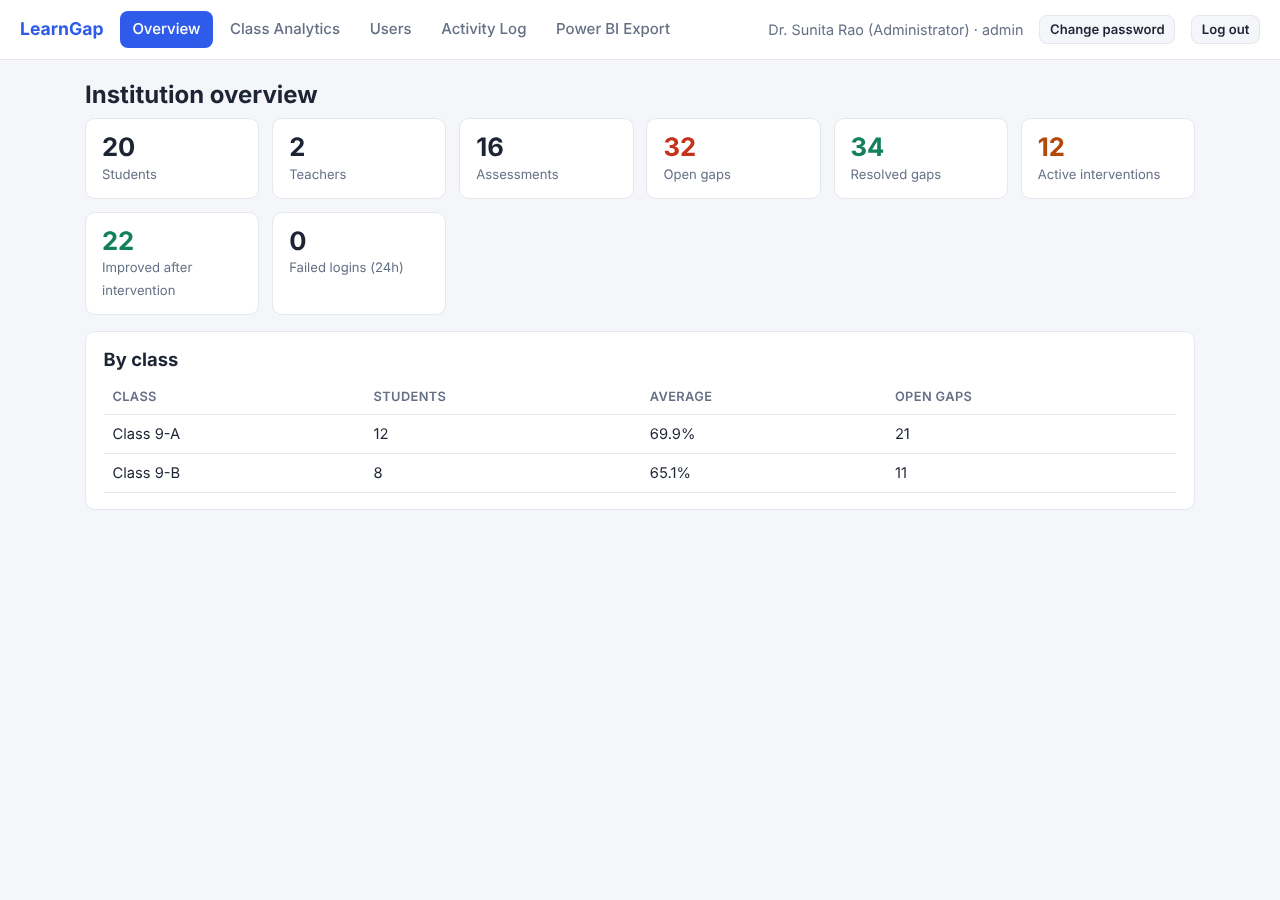 LearnGap Overview Class Analytics Users Activity Log Power BI Export Dr. Sunita Rao (Administrator) · admin Change password Log out
Institution overview
20 2 16 32 34 12
Students Teachers Assessments Open gaps Resolved gaps Active interventions
22 0
Improved after Failed logins (24h)
intervention
By class
CLASS STUDENTS AVERAGE OPEN GAPS
Class 9-A 12 69.9% 21
Class 9-B 8 65.1% 11